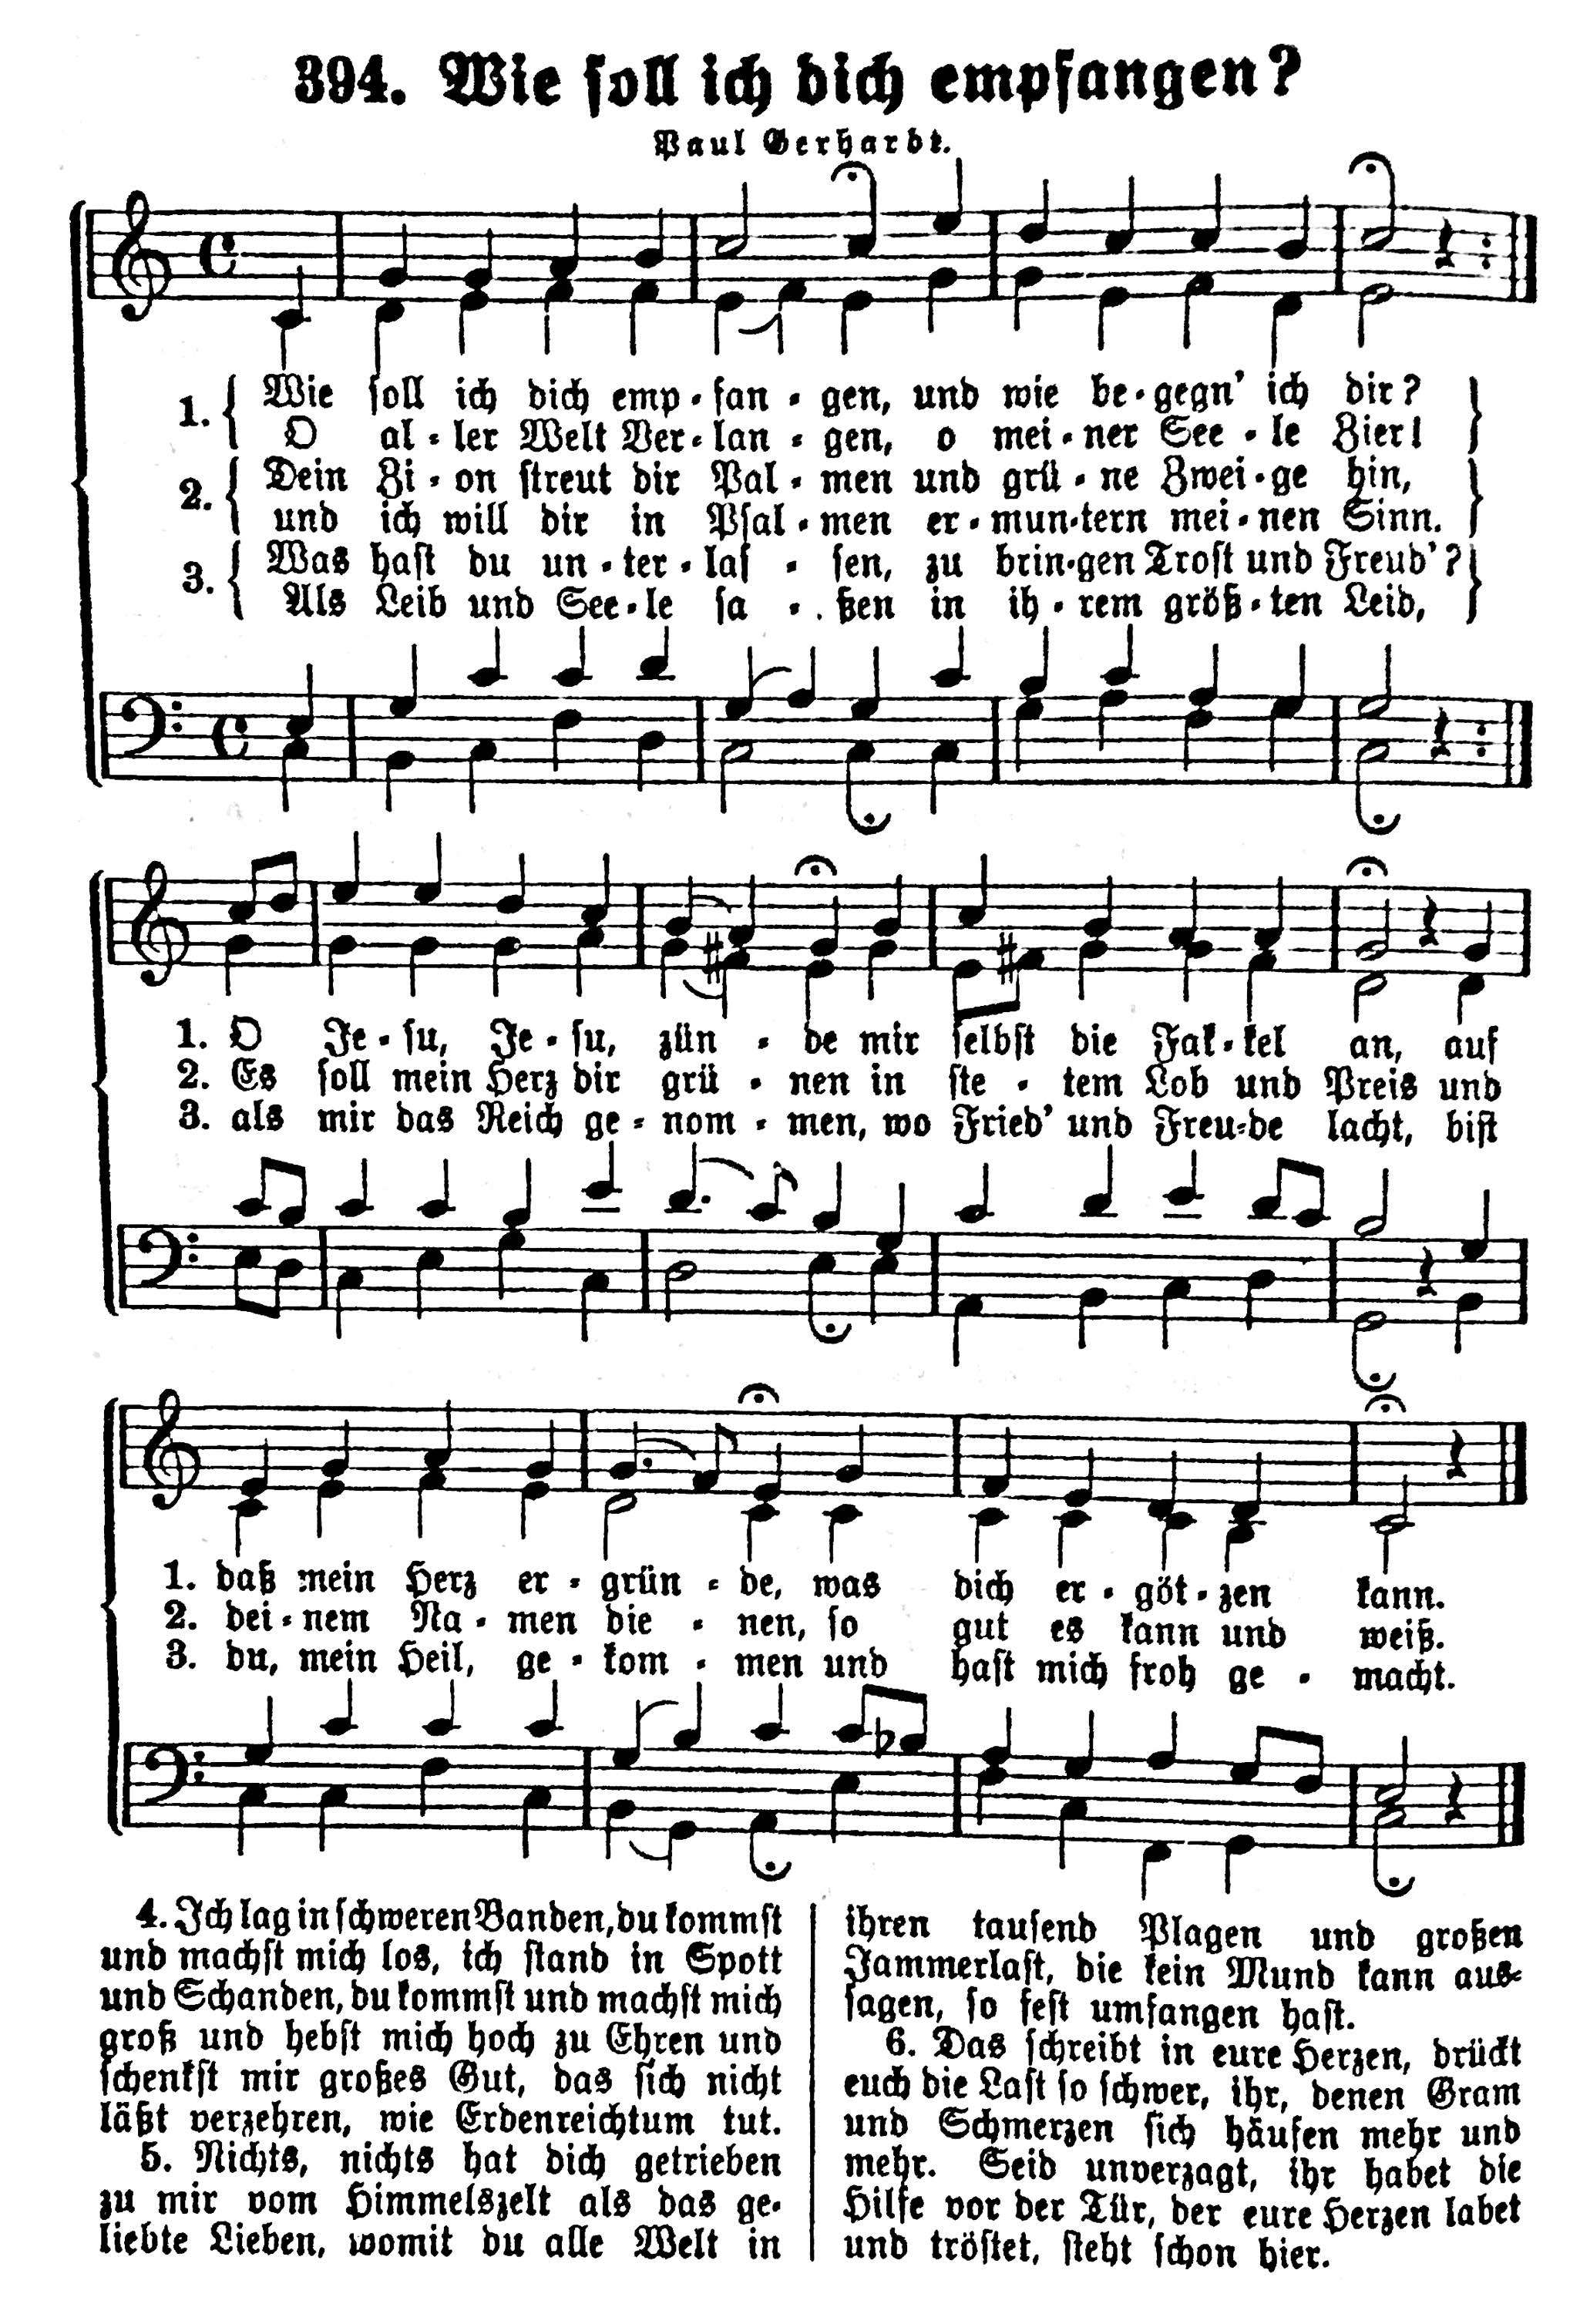 394. Wie soll ich dich empfangen?
Paul Gerhardt.
1. Wie soll ich dich emp-fan-gen, und wie be-gegn' ich dir?
O al-ler Welt Ver-lan-gen, o mei-ner See-le Zier!
2. Dein Zi-on streut dir Pal-men und grü-ne Zwei-ge hin,
und ich will dir in Psal-men er-mun-tern mei-nen Sinn.
3. Was hast du un-ter-las-sen, zu brin-gen Trost und Freud'?
Als Leib und See-le sa-ßen in ih-rem größ-ten Leid,
1. O Je-su, Je-su, zün-de mir selbst die Fak-kel an, auf
2. Es soll mein Herz dir grü-nen in ste-tem Lob und Preis und
3. als mir das Reich ge-nom-men, wo Fried' und Freu-de lacht, bist
1. daß mein Herz er-grün-de, was dich er-göt-zen kann.
2. dei-nem Na-men die-nen, so gut es kann und weiß.
3. du, mein Heil, ge-kom-men und hast mich froh ge-macht.
4. Ich lag in schweren Banden, du kommst
und machst mich los, ich stand in Spott
und Schanden, du kommst und machst mich
groß und hebst mich hoch zu Ehren und
schenkst mir großes Gut, das sich nicht
läßt verzehren, wie Erdenreichtum tut.
5. Nichts, nichts hat dich getrieben
zu mir vom Himmelszelt als das ge-
liebte Lieben, womit du alle Welt in
ihren tausend Plagen und großen
Jammerlast, die kein Mund kann aus-
sagen, so fest umfangen hast.
6. Das schreibt in eure Herzen, drückt
euch die Last so schwer, ihr, denen Gram
und Schmerzen sich häufen mehr und
mehr. Seid unverzagt, ihr habet die
Hilfe vor der Tür, der eure Herzen labet
und tröstet, steht schon hier.